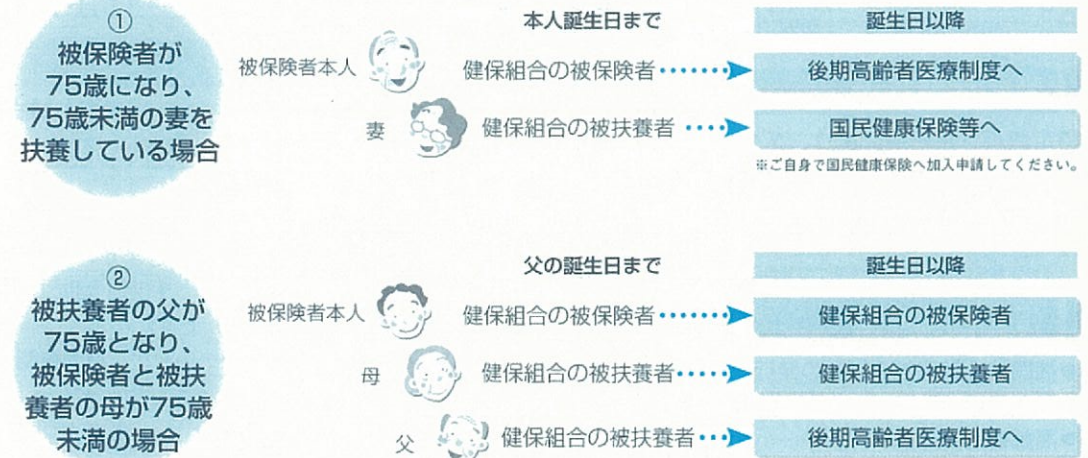 ①
被保険者が
75歳になり、
75歳未満の妻を
扶養している場合
本人誕生日まで 誕生日以降
被保険者本人 健保組合の被保険者 後期高齢者医療制度へ
妻 健保組合の被扶養者 国民健康保険等へ
※ご自身で国民健康保険へ加入申請してください。
②
被扶養者の父が
75歳となり、
被保険者と被扶
養者の母が75歳
未満の場合
父の誕生日まで 誕生日以降
被保険者本人 健保組合の被保険者 健保組合の被保険者
母 健保組合の被扶養者 健保組合の被扶養者
父 健保組合の被扶養者 後期高齢者医療制度へ